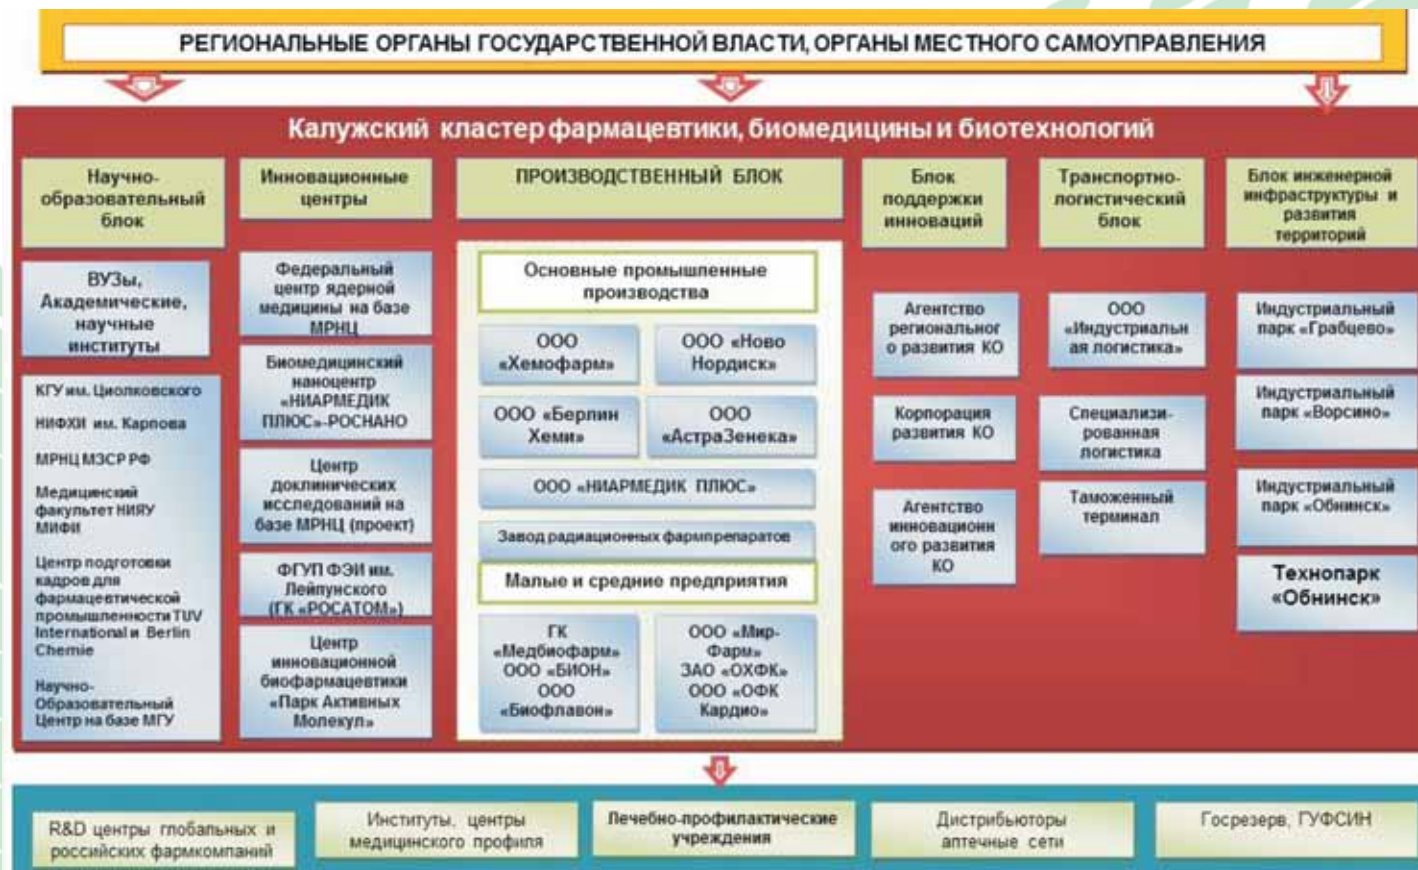 РЕГИОНАЛЬНЫЕ ОРГАНЫ ГОСУДАРСТВЕННОЙ ВЛАСТИ, ОРГАНЫ МЕСТНОГО САМОУПРАВЛЕНИЯ
Калужский кластер фармацевтики, биомедицины и биотехнологий
Научно-
образовательный
блок
ВУЗы,
Академические,
научные
институты
КГУ им. Циолковского
НИФХИ им. Карпова
МРНЦ МЗСР РФ
Медицинский
факультет НИЯУ
МИФИ
Центр подготовки
кадров для
фармацевтической
промышленности TUV
International и Berlin
Chemie
Научно-
Образовательный
Центр на базе МГУ
Инновационные
центры
Федеральный
центр ядерной
медицины на базе
МРНЦ
Биомедицинский
наноцентр
«НИАРМЕДИК
ПЛЮС»-РОСНАНО
Центр
доклинических
исследований на
базе МРНЦ (проект)
ФГУП ФЭИ им.
Лейпунского
(ГК «РОСАТОМ»)
Центр
инновационной
биофармацевтики
«Парк Активных
Молекул»
ПРОИЗВОДСТВЕННЫЙ БЛОК
Основные промышленные
производства
ООО
«Хемофарм»
ООО «Ново
Нордиск»
ООО «Берлин
Хеми»
ООО
«АстраЗенека»
ООО «НИАРМЕДИК ПЛЮС»
Завод радиационных фармпрепаратов
Малые и средние предприятия
ГК
«Медбиофарм»
ООО «БИОН»
ООО
«Биофлавон»
ООО «Мир-
Фарм»
ЗАО «ОХФК»
ООО «ОФК
Кардио»
Блок
поддержки
инноваций
Агентство
региональног
о развития КО
Корпорация
развития КО
Агентство
инновационн
ого развития
КО
Транспортно-
логистический
блок
ООО
«Индустриальн
ая логистика»
Специализи-
рованная
логистика
Таможенный
терминал
Блок инженерной
инфраструктуры и
развития
территорий
Индустриальный
парк «Грабцево»
Индустриальный
парк «Ворсино»
Индустриальный
парк «Обнинск»
Технопарк
«Обнинск»
R&D центры глобальных и
российских фармкомпаний
Институты, центры
медицинского профиля
Лечебно-профилактические
учреждения
Дистрибьюторы
аптечные сети
Госрезерв, ГУФСИН